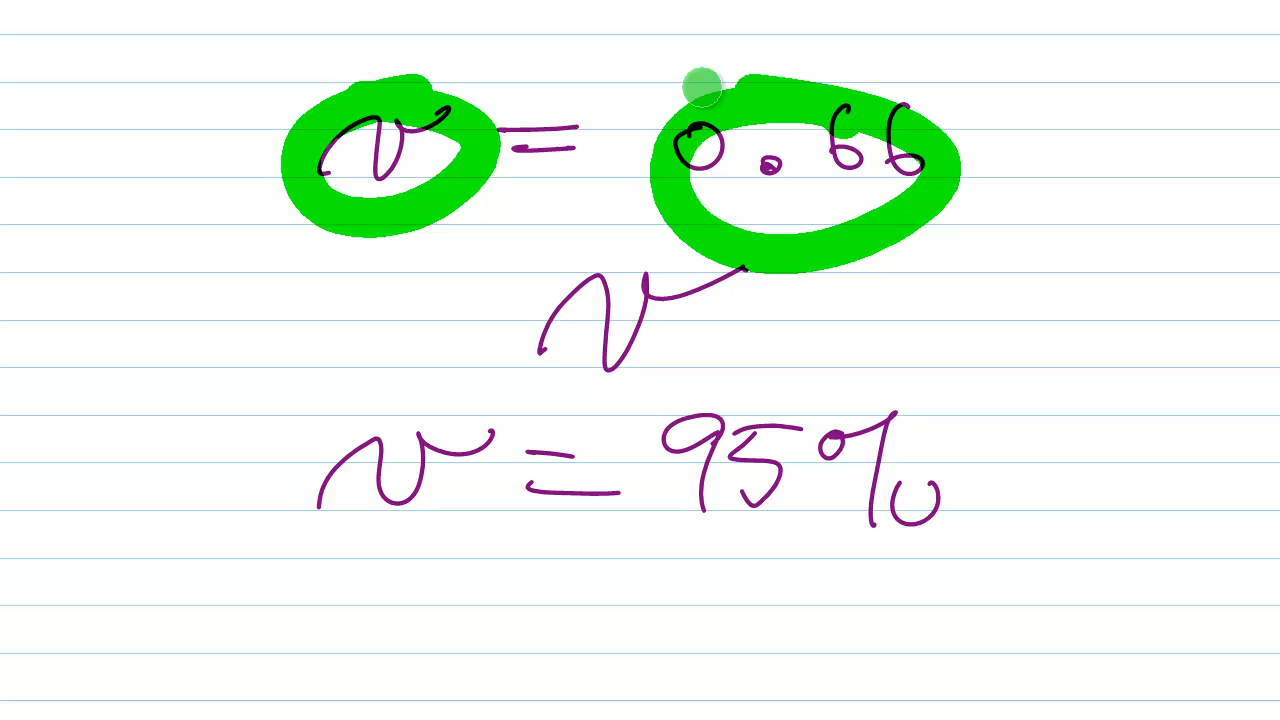 v = 0.66
v
v = 95%